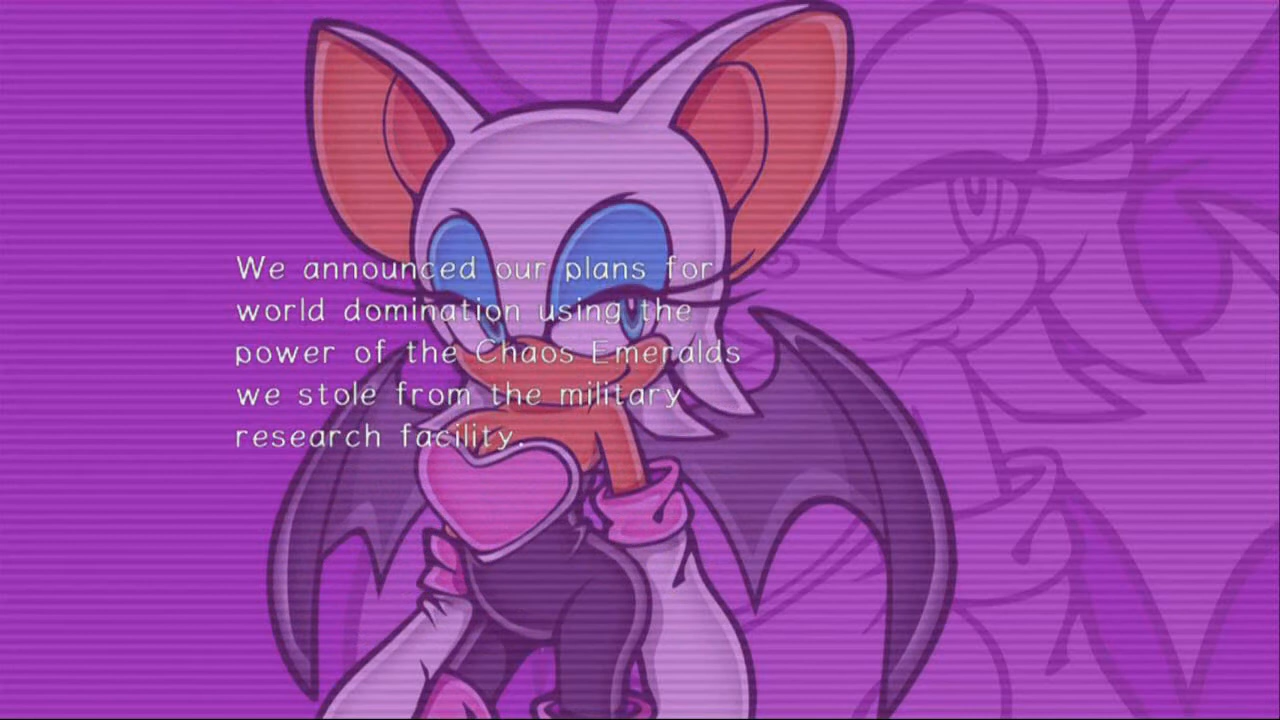 We announced our plans for
world domination using the
power of the Chaos Emeralds
we stole from the military
research facility.